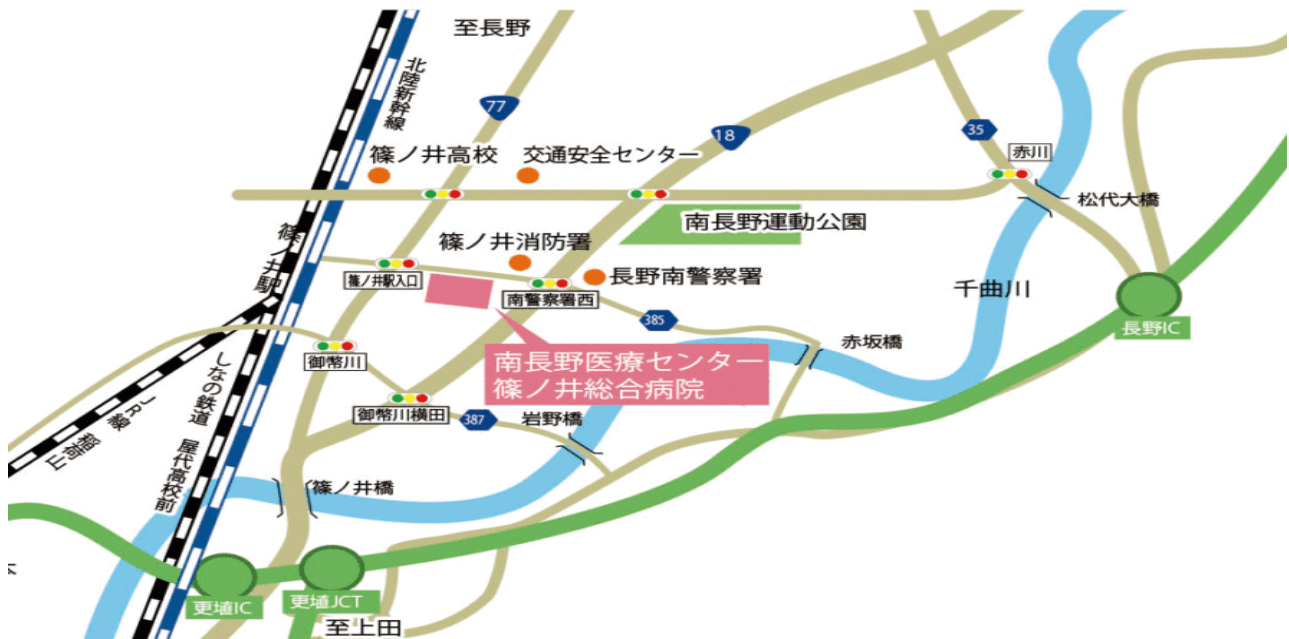 至長野
北陸新幹線
77
18
35
赤川
篠ノ井高校
交通安全センター
松代大橋
南長野運動公園
篠ノ井駅
篠ノ井消防署
長野南警察署
篠ノ井駅入口
南警察署西
千曲川
長野IC
385
赤坂橋
御幣川
南長野医療センター
篠ノ井総合病院
御幣川横田
387
岩野橋
しなの鉄道 屋代高校前
JR線 稲荷山
篠ノ井橋
更埴IC
更埴JCT
至上田